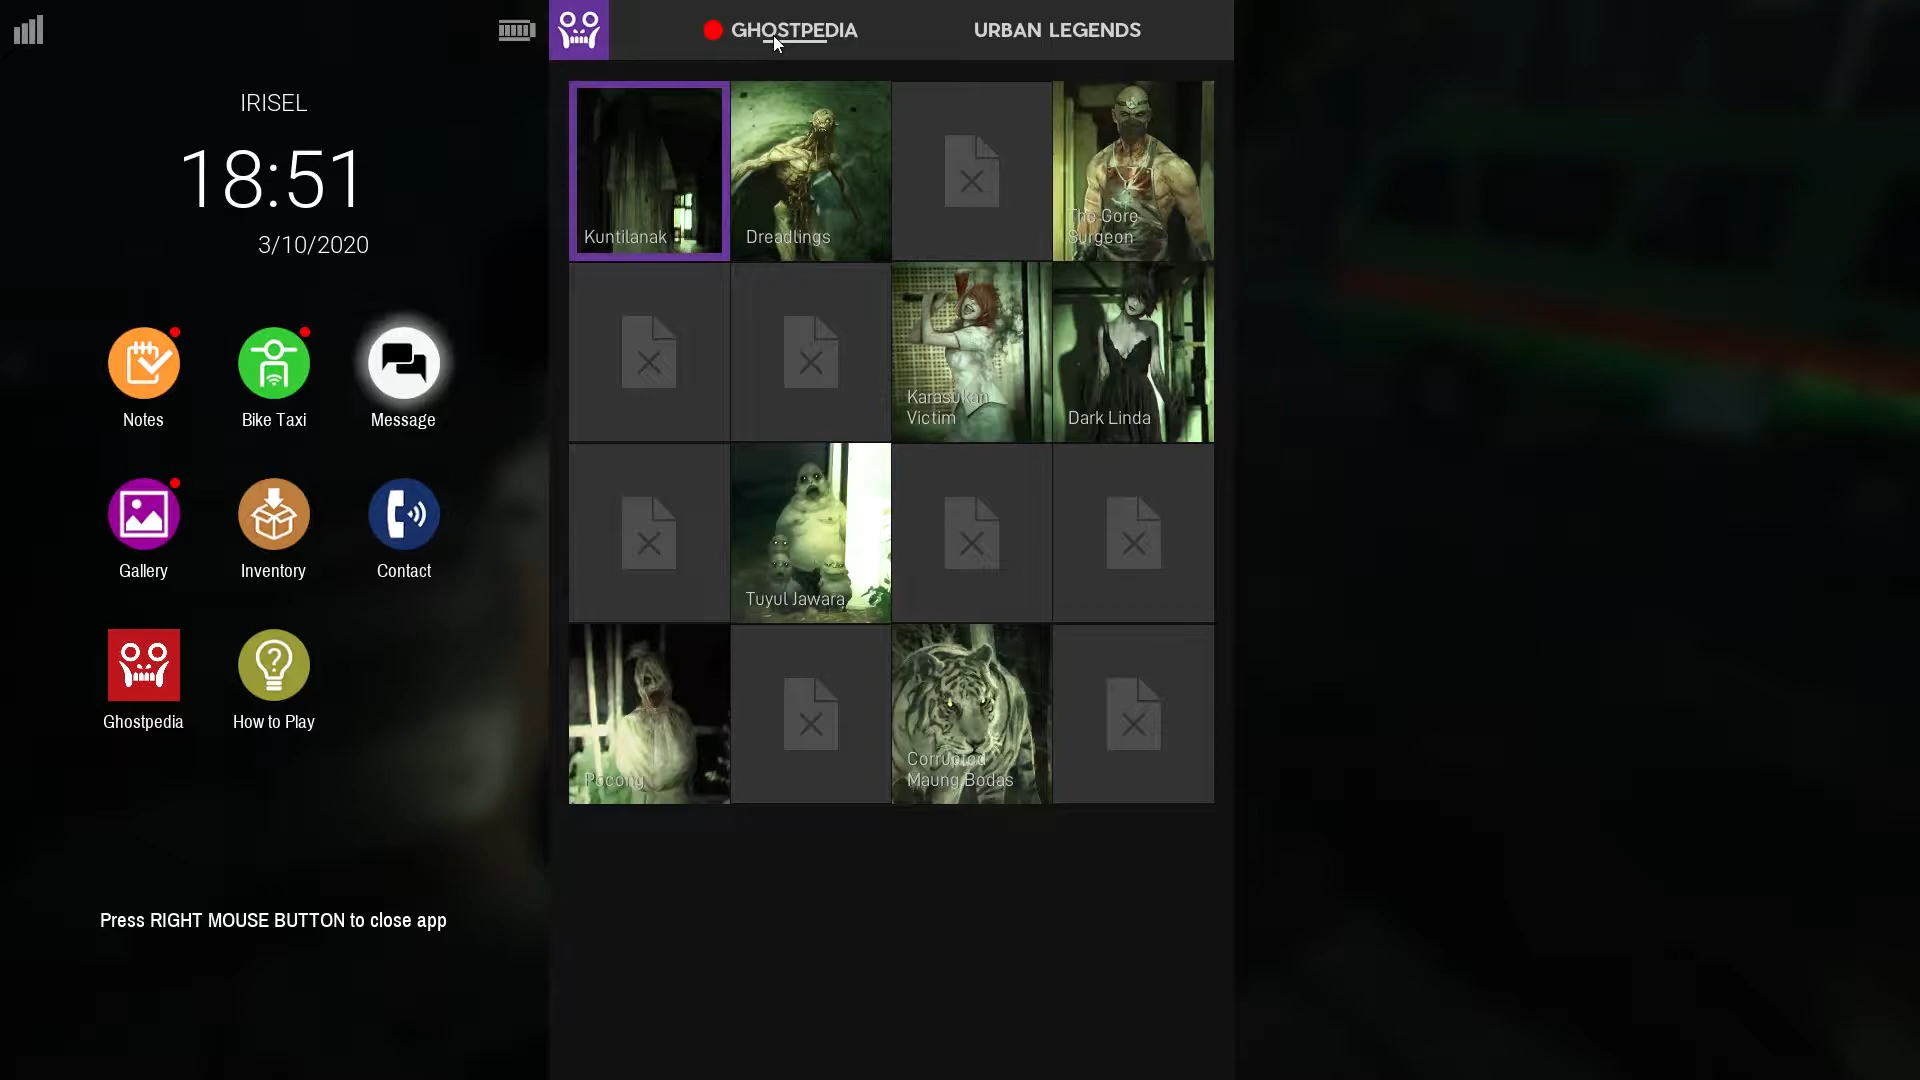 IRISEL
18:51
3/10/2020
Notes
Bike Taxi
Message
Gallery
Inventory
Contact
Ghostpedia
How to Play
Press RIGHT MOUSE BUTTON to close app
GHOSTPEDIA
URBAN LEGENDS
Kuntilanak
Dreadlings
The Gore
Surgeon
Karasukan
Victim
Dark Linda
Tuyul Jawara
Pocong
Corrupted
Maung Bodas